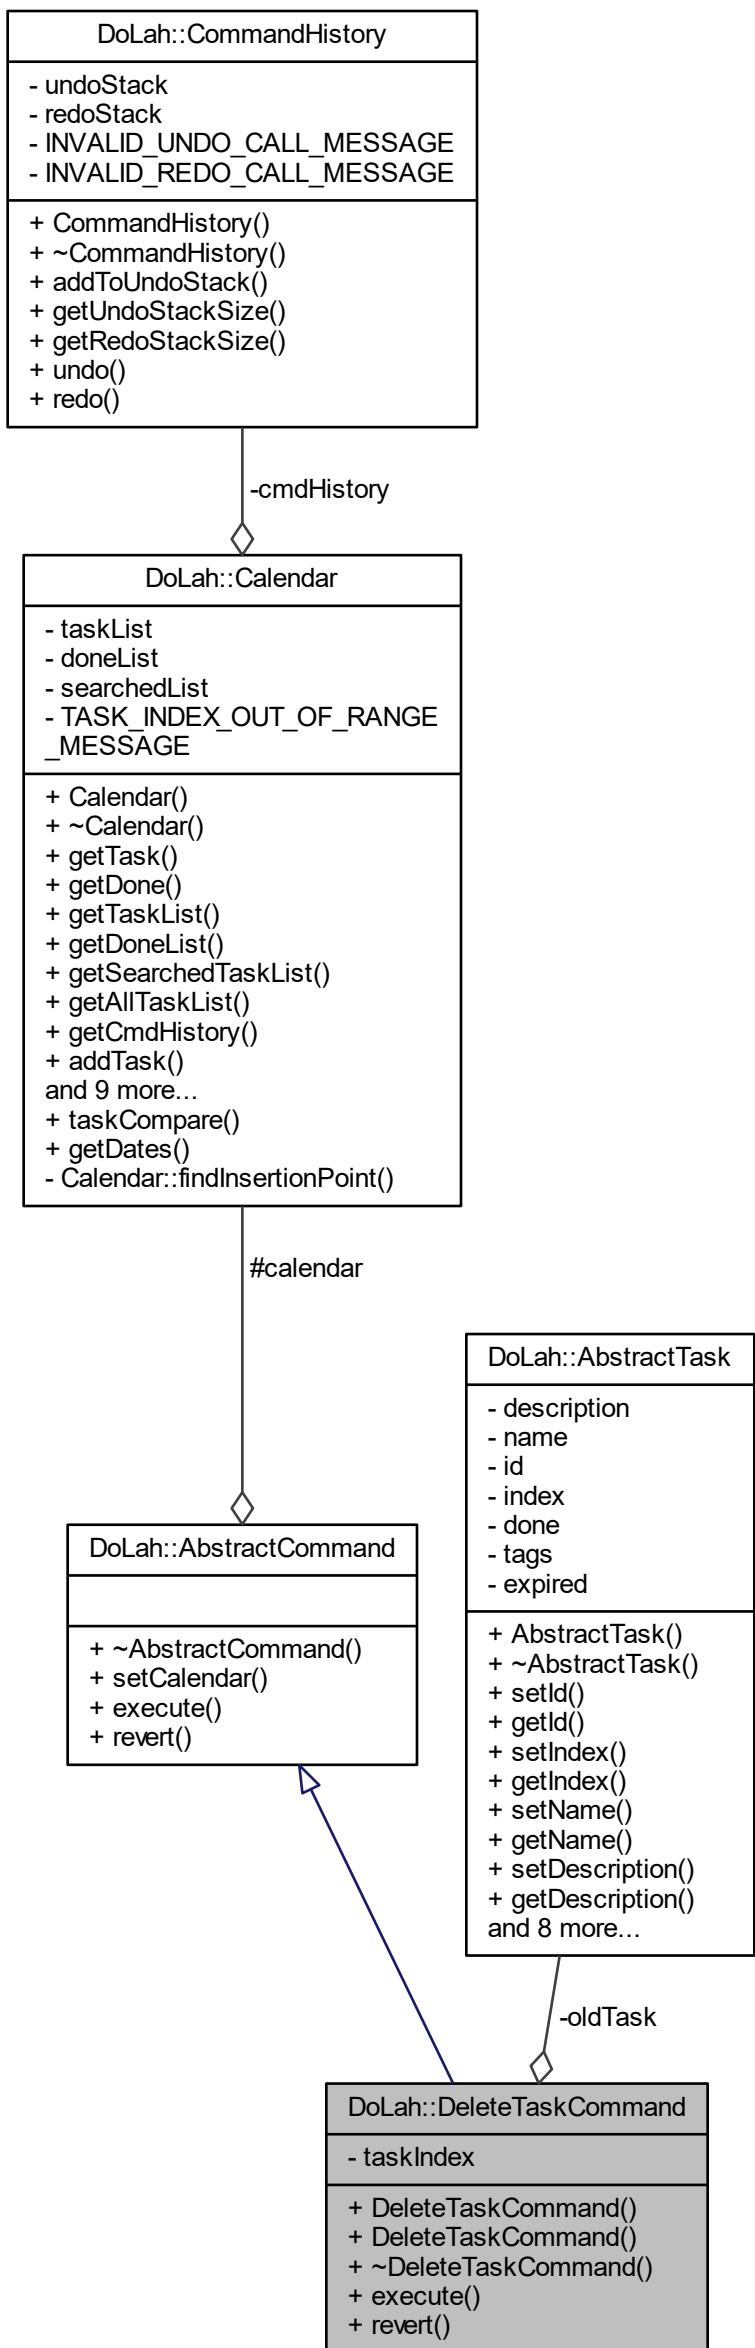 DoLah::CommandHistory
- undoStack
- redoStack
- INVALID_UNDO_CALL_MESSAGE
- INVALID_REDO_CALL_MESSAGE
+ CommandHistory()
+ ~CommandHistory()
+ addToUndoStack()
+ getUndoStackSize()
+ getRedoStackSize()
+ undo()
+ redo()
-cmdHistory
DoLah::Calendar
- taskList
- doneList
- searchedList
- TASK_INDEX_OUT_OF_RANGE
_MESSAGE
+ Calendar()
+ ~Calendar()
+ getTask()
+ getDone()
+ getTaskList()
+ getDoneList()
+ getSearchedTaskList()
+ getAllTaskList()
+ getCmdHistory()
+ addTask()
and 9 more...
+ taskCompare()
+ getDates()
- Calendar::findInsertionPoint()
#calendar
DoLah::AbstractTask
- description
- name
- id
- index
- done
- tags
- expired
+ AbstractTask()
+ ~AbstractTask()
+ setId()
+ getId()
+ setIndex()
+ getIndex()
+ setName()
+ getName()
+ setDescription()
+ getDescription()
and 8 more...
DoLah::AbstractCommand
+ ~AbstractCommand()
+ setCalendar()
+ execute()
+ revert()
-oldTask
DoLah::DeleteTaskCommand
- taskIndex
+ DeleteTaskCommand()
+ DeleteTaskCommand()
+ ~DeleteTaskCommand()
+ execute()
+ revert()